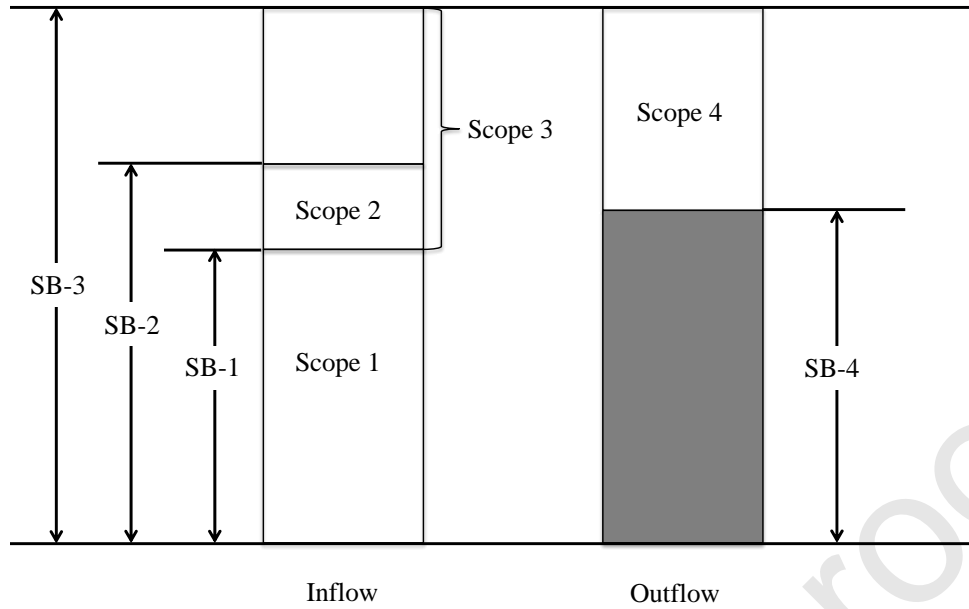 Scope 4
Scope 3
Scope 2
SB-3
SB-2
SB-1
Scope 1
SB-4
Inflow
Outflow